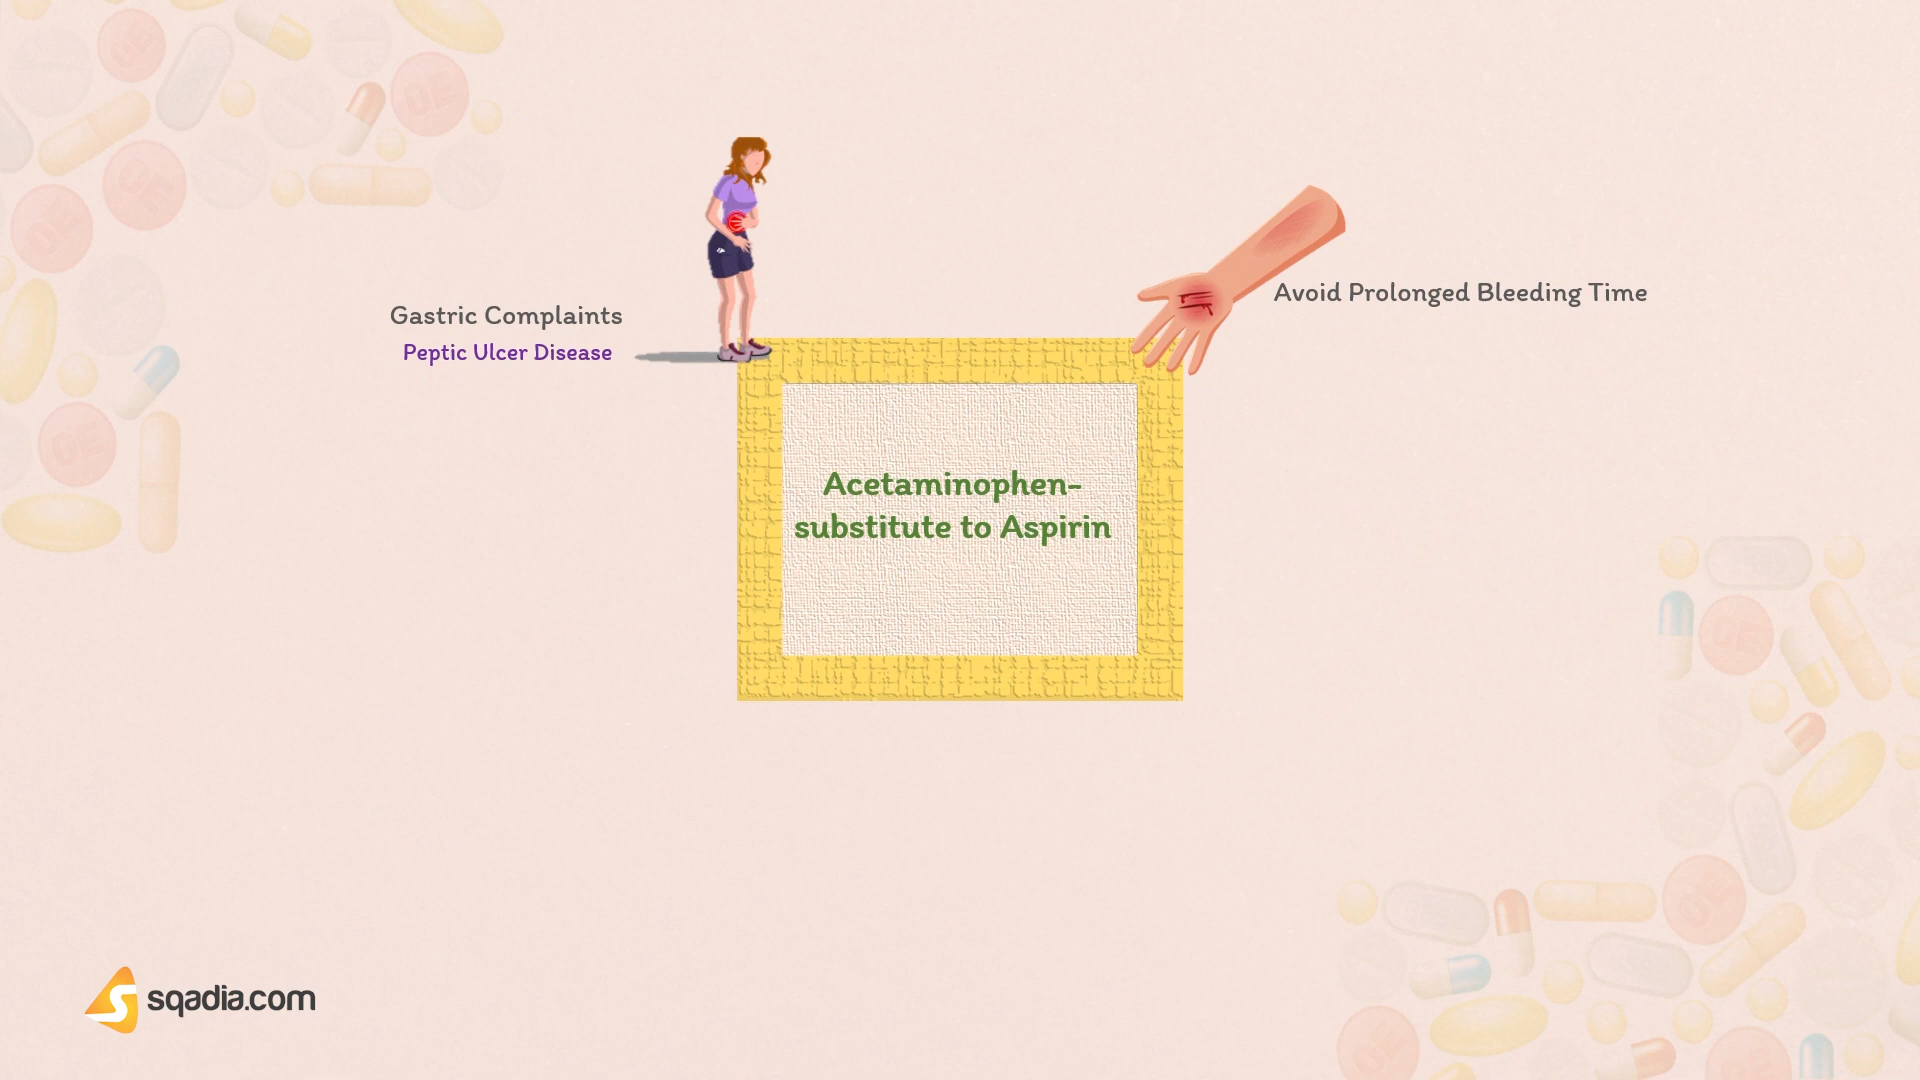 Gastric Complaints
Peptic Ulcer Disease
Avoid Prolonged Bleeding Time
Acetaminophen-
substitute to Aspirin
sqadia.com